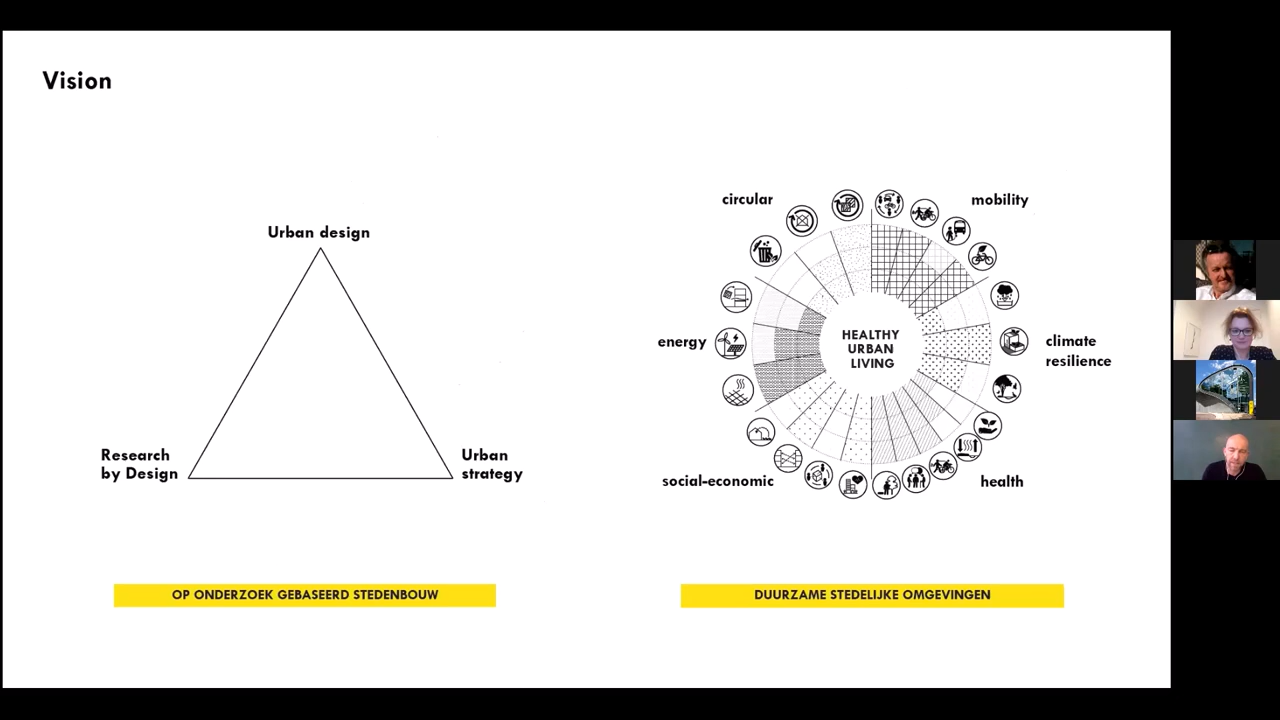 Vision
Urban design
Research
by Design
Urban
strategy
OP ONDERZOEK GEBASEERD STEDENBOUW
circular
mobility
energy
HEALTHY
URBAN
LIVING
climate
resilience
social-economic
health
DUURZAME STEDELIJKE OMGEVINGEN